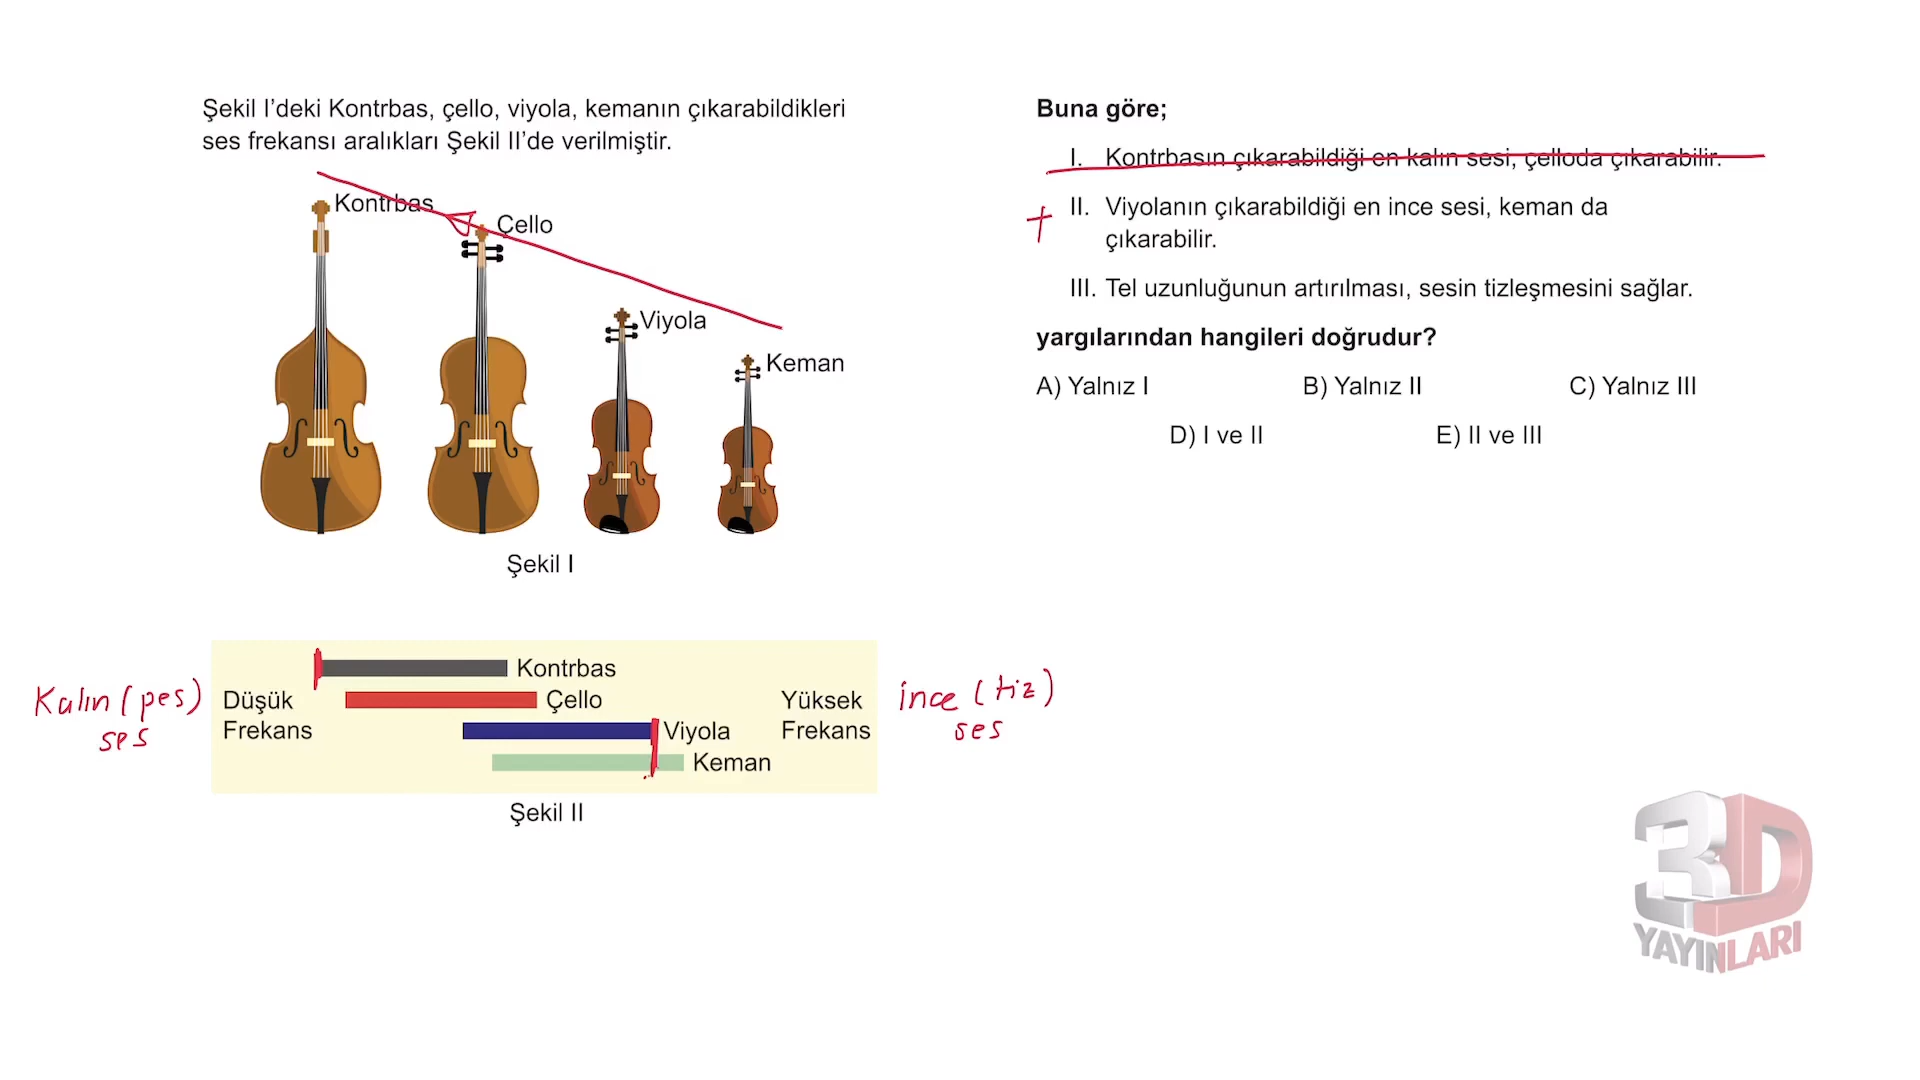 Şekil I’deki Kontrbas, çello, viyola, kemanın çıkarabildikleri
ses frekansı aralıkları Şekil II’de verilmiştir.
Kontrbas
Çello
Viyola
Keman
Şekil I
Kontrbas
Çello
Viyola
Keman
Düşük
Frekans
Yüksek
Frekans
Kalın (pes)
ses
ince (tiz)
ses
Şekil II
Buna göre;
I. Kontrbasın çıkarabildiği en kalın sesi, çelloda çıkarabilir.
II. Viyolanın çıkarabildiği en ince sesi, keman da
çıkarabilir.
III. Tel uzunluğunun artırılması, sesin tizleşmesini sağlar.
yargılarından hangileri doğrudur?
A) Yalnız I B) Yalnız II C) Yalnız III
D) I ve II E) II ve III
3D
YAYINLARI